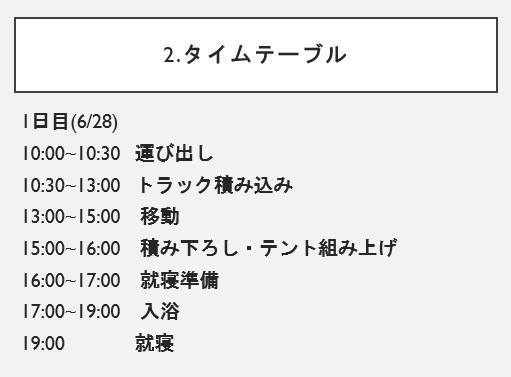 2.タイムテーブル
1日目(6/28)
10:00~10:30 運び出し
10:30~13:00 トラック積み込み
13:00~15:00 移動
15:00~16:00 積み下ろし・テント組み上げ
16:00~17:00 就寝準備
17:00~19:00 入浴
19:00 就寝